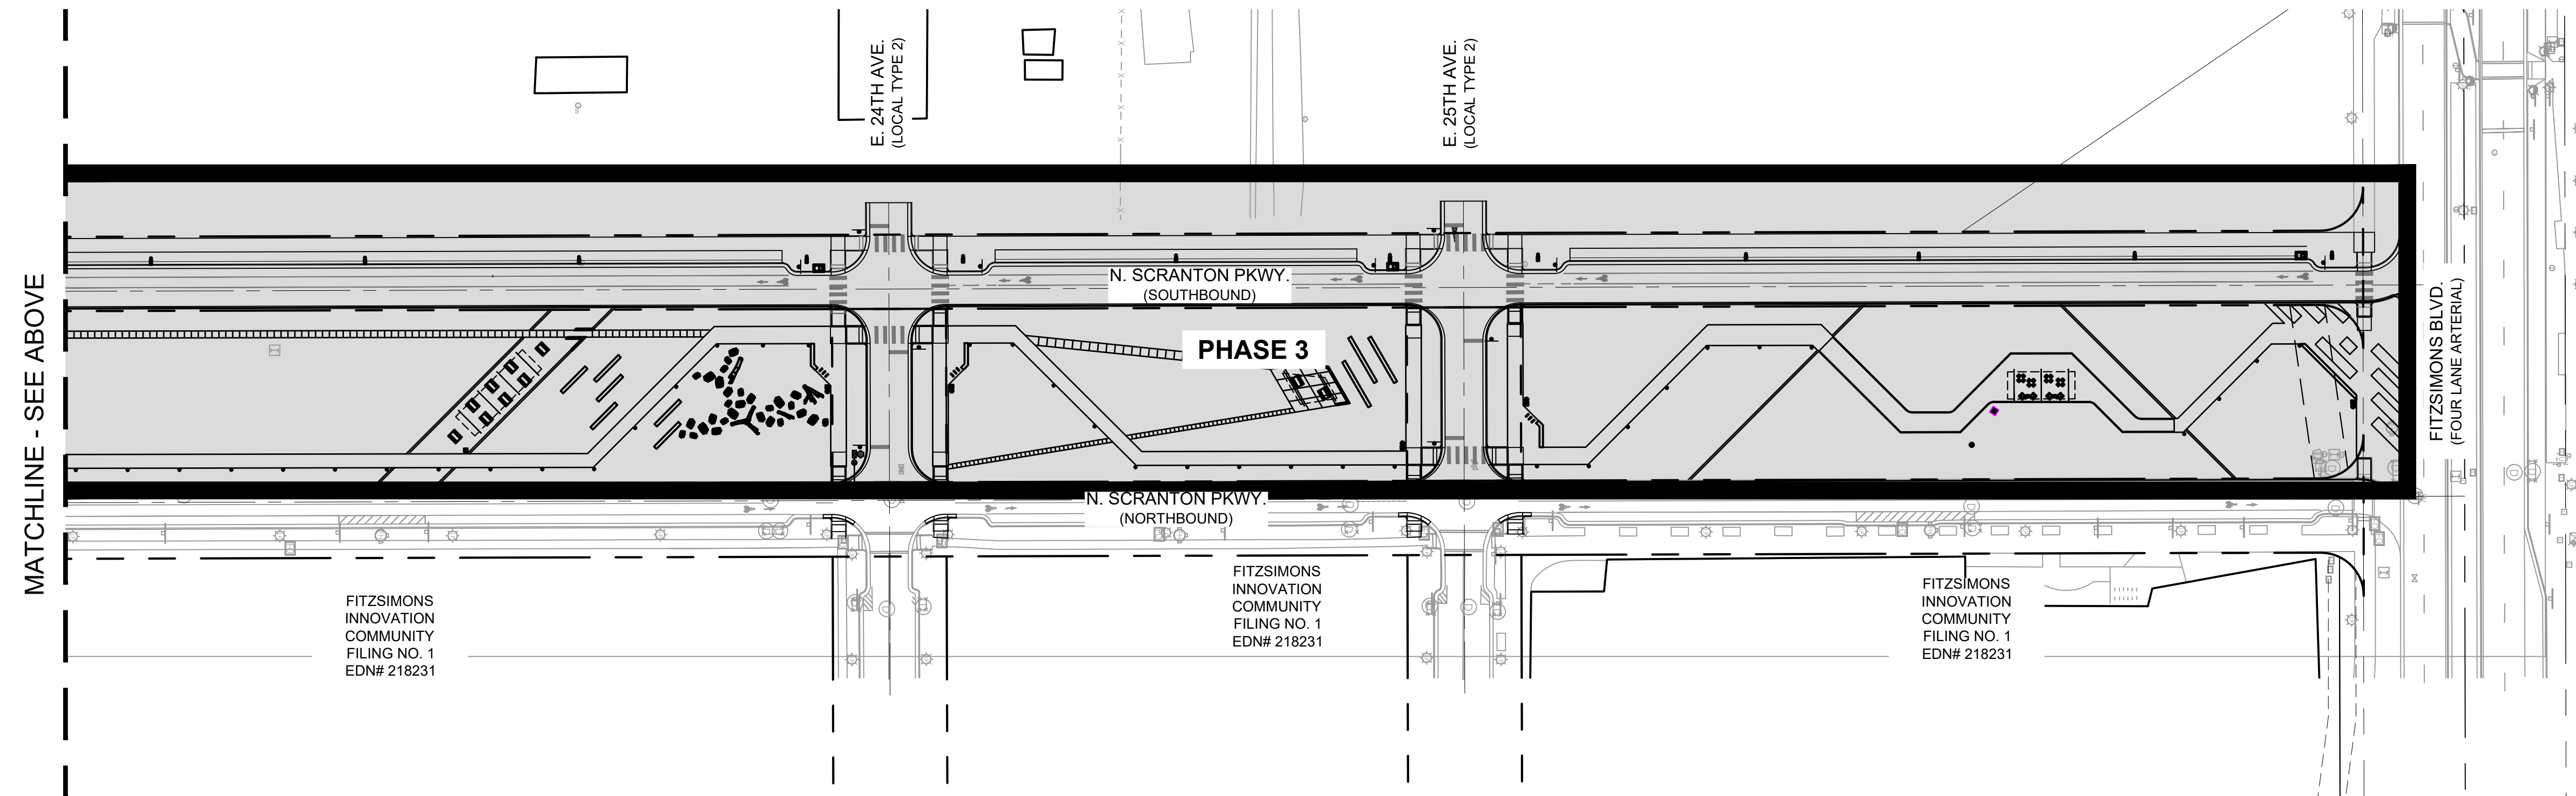 MATCHLINE - SEE ABOVE
E. 24TH AVE.
(LOCAL TYPE 2)
E. 25TH AVE.
(LOCAL TYPE 2)
N. SCRANTON PKWY.
(SOUTHBOUND)
PHASE 3
FITZSIMONS BLVD.
(FOUR LANE ARTERIAL)
N. SCRANTON PKWY.
(NORTHBOUND)
FITZSIMONS
INNOVATION
COMMUNITY
FILING NO. 1
EDN# 218231
FITZSIMONS
INNOVATION
COMMUNITY
FILING NO. 1
EDN# 218231
FITZSIMONS
INNOVATION
COMMUNITY
FILING NO. 1
EDN# 218231